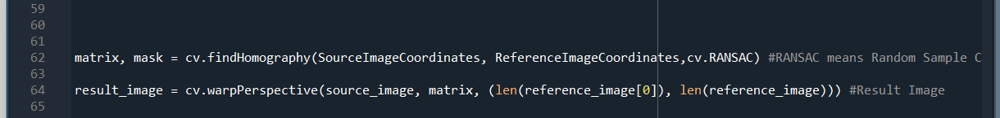 59
60
61
62 matrix, mask = cv.findHomography(SourceImageCoordinates, ReferenceImageCoordinates,cv.RANSAC) #RANSAC means Random Sample C
63
64 result_image = cv.warpPerspective(source_image, matrix, (len(reference_image[0]), len(reference_image))) #Result Image
65